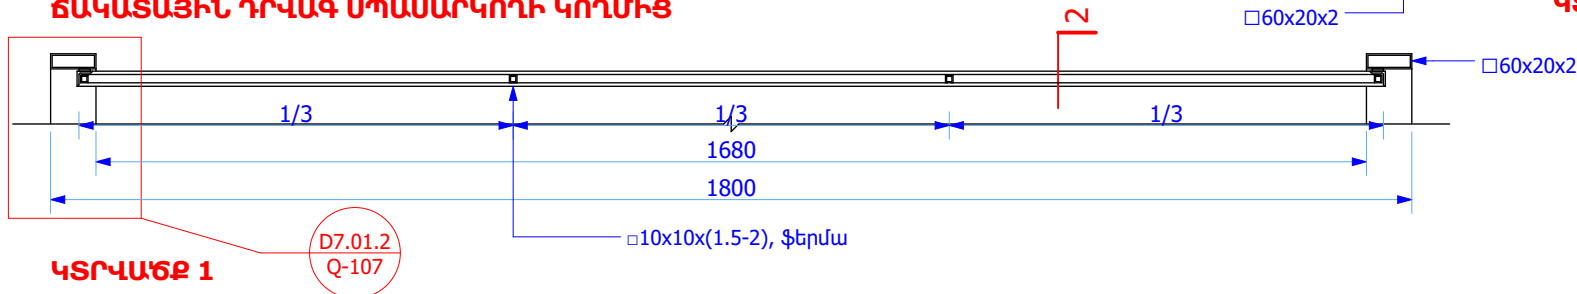 ՃԱԿԱՏԱՅԻՆ ԴՐՎԱԳ ՍՊԱՍԱՐԿՈՂԻ ԿՈՂՄԻՑ
2
□60x20x2
□60x20x2
1/3
1/3
1/3
1680
1800
□10x10x(1.5-2), ֆերմա
D7.01.2
Q-107
ԿՏՐՎԱԾՔ 1